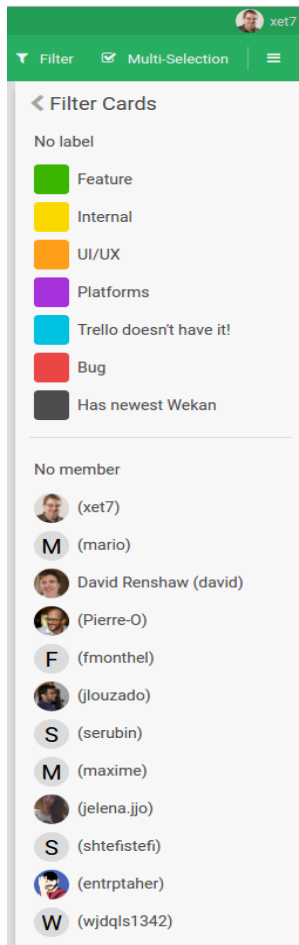 xet7
Filter Multi-Selection
Filter Cards
No label
Feature
Internal
UI/UX
Platforms
Trello doesn't have it!
Bug
Has newest Wekan
No member
(xet7)
M (mario)
David Renshaw (david)
(Pierre-O)
F (fmonthel)
(jlouzado)
S (serubin)
M (maxime)
(jelena.jjo)
S (shtefistefi)
(entrptaher)
W (wjdqls1342)